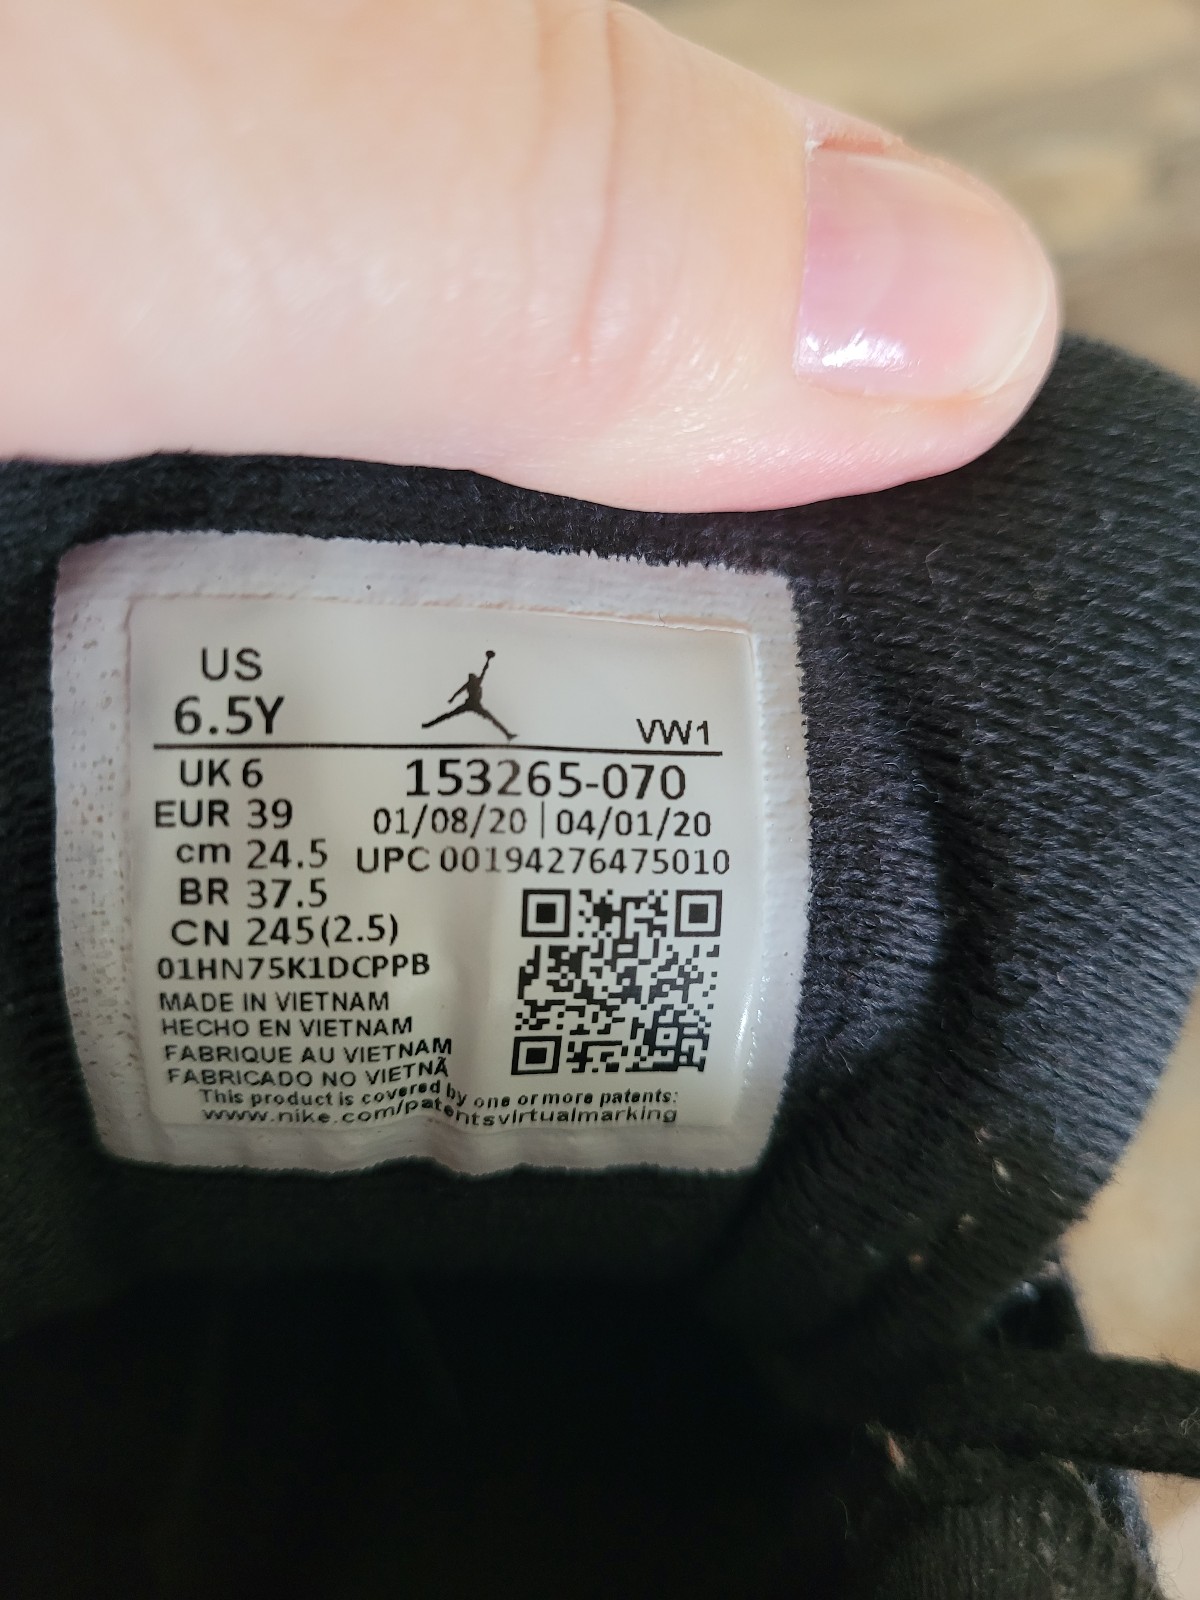 US
6.5Y
VW1
UK 6
153265-070
EUR 39
01/08/20 | 04/01/20
cm 24.5
UPC 00194276475010
BR 37.5
CN 245(2.5)
01HN75K1DCPPB
MADE IN VIETNAM
HECHO EN VIETNAM
FABRIQUE AU VIETNAM
FABRICADO NO VIETNÃ
This product is covered by one or more patents:
www.nike.com/patentsvirtualmarking